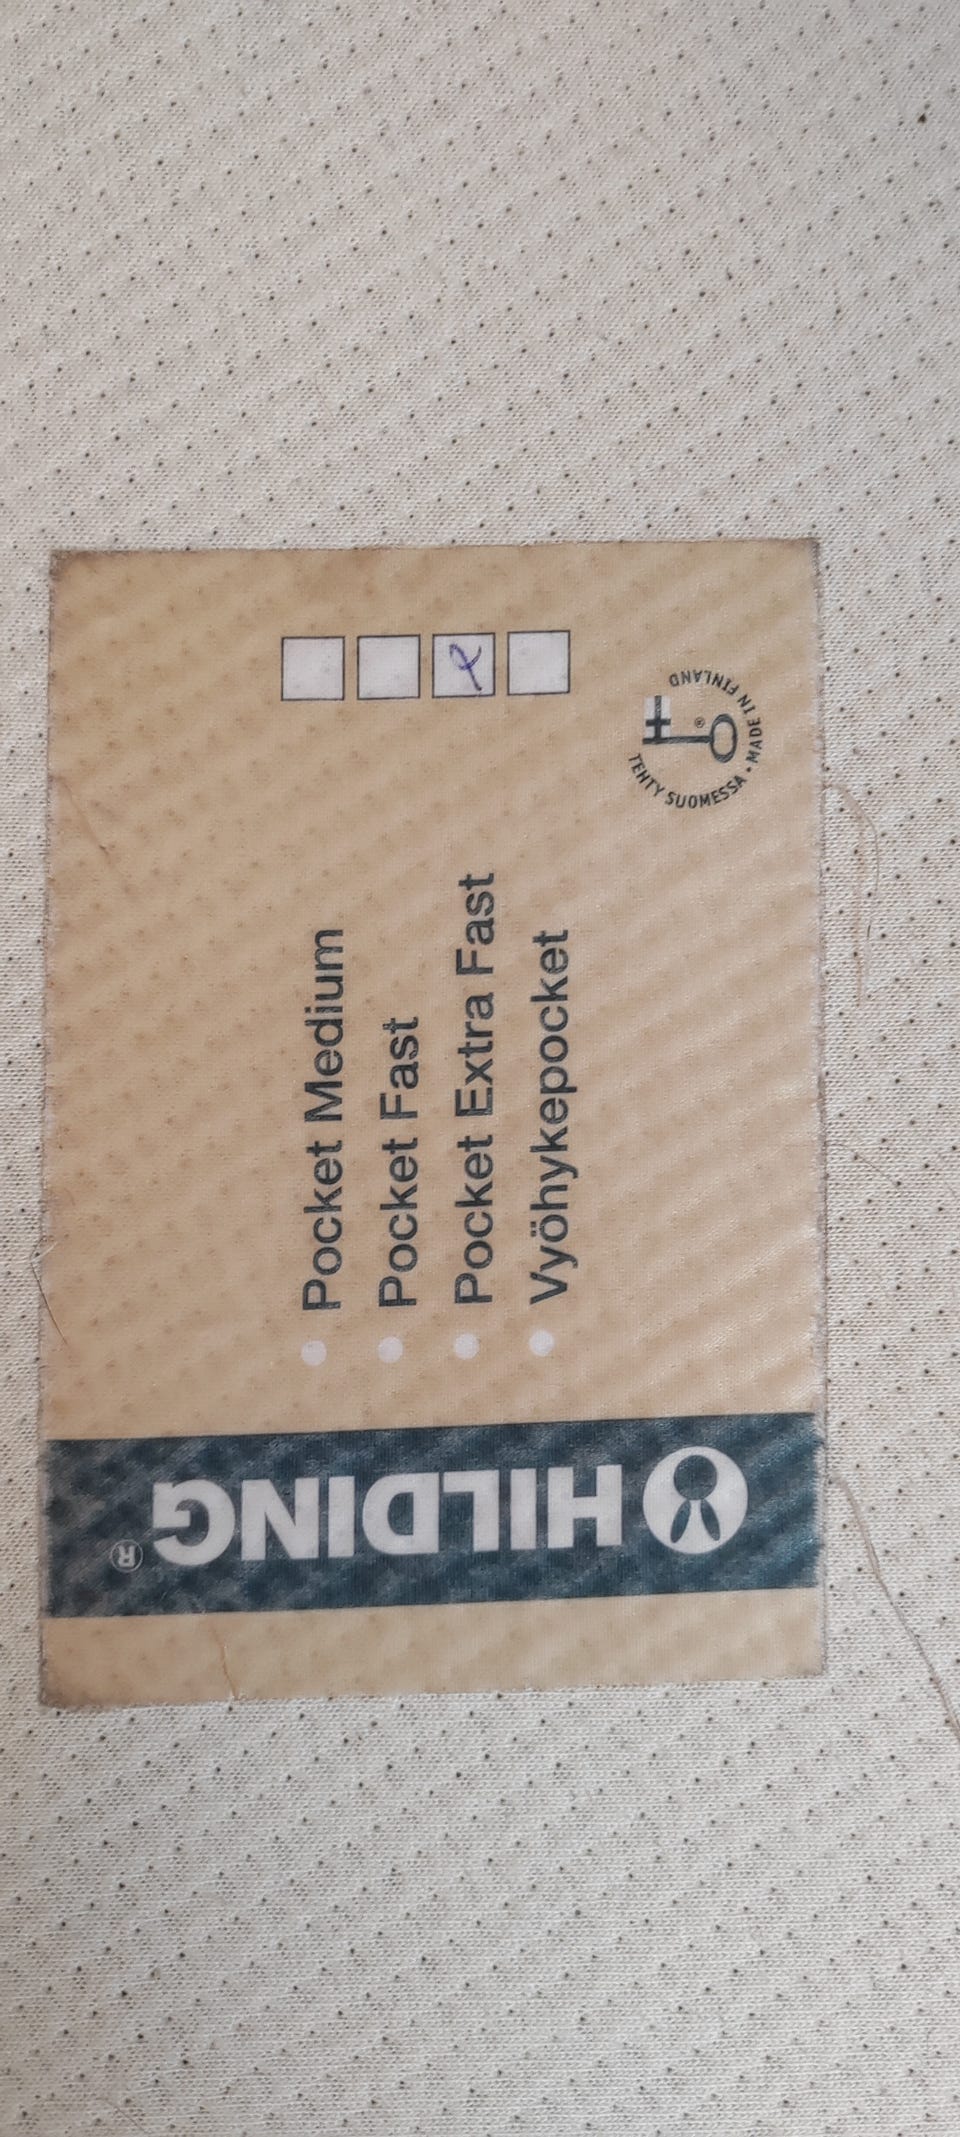 HILDING®
Pocket Medium
Pocket Fast
Pocket Extra Fast
Vyöhykepocket
TEHTY SUOMESSA • MADE IN FINLAND
®